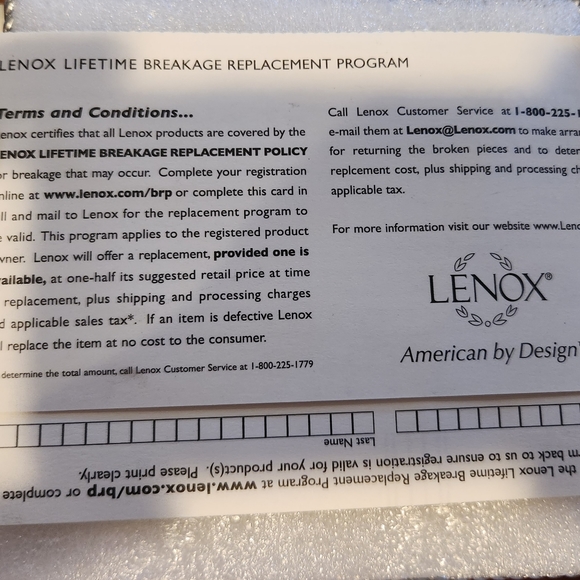 LENOX LIFETIME BREAKAGE REPLACEMENT PROGRAM
Terms and Conditions...
enox certifies that all Lenox products are covered by the
ENOX LIFETIME BREAKAGE REPLACEMENT POLICY
or breakage that may occur. Complete your registration
nline at www.lenox.com/brp or complete this card in
ll and mail to Lenox for the replacement program to
e valid. This program applies to the registered product
wner. Lenox will offer a replacement, provided one is
vailable, at one-half its suggested retail price at time
replacement, plus shipping and processing charges
d applicable sales tax*. If an item is defective Lenox
l replace the item at no cost to the consumer.
determine the total amount, call Lenox Customer Service at 1-800-225-1779
Call Lenox Customer Service at 1-800-225-1
e-mail them at Lenox@Lenox.com to make arran
for returning the broken pieces and to deter
replcement cost, plus shipping and processing ch
applicable tax.
For more information visit our website www.Leno
LENOX®
American by Design
Last Name
the Lenox Lifetime Breakage Replacement Program at www.lenox.com/brp or complete
m back to us to ensure registration is valid for your product(s). Please print clearly.